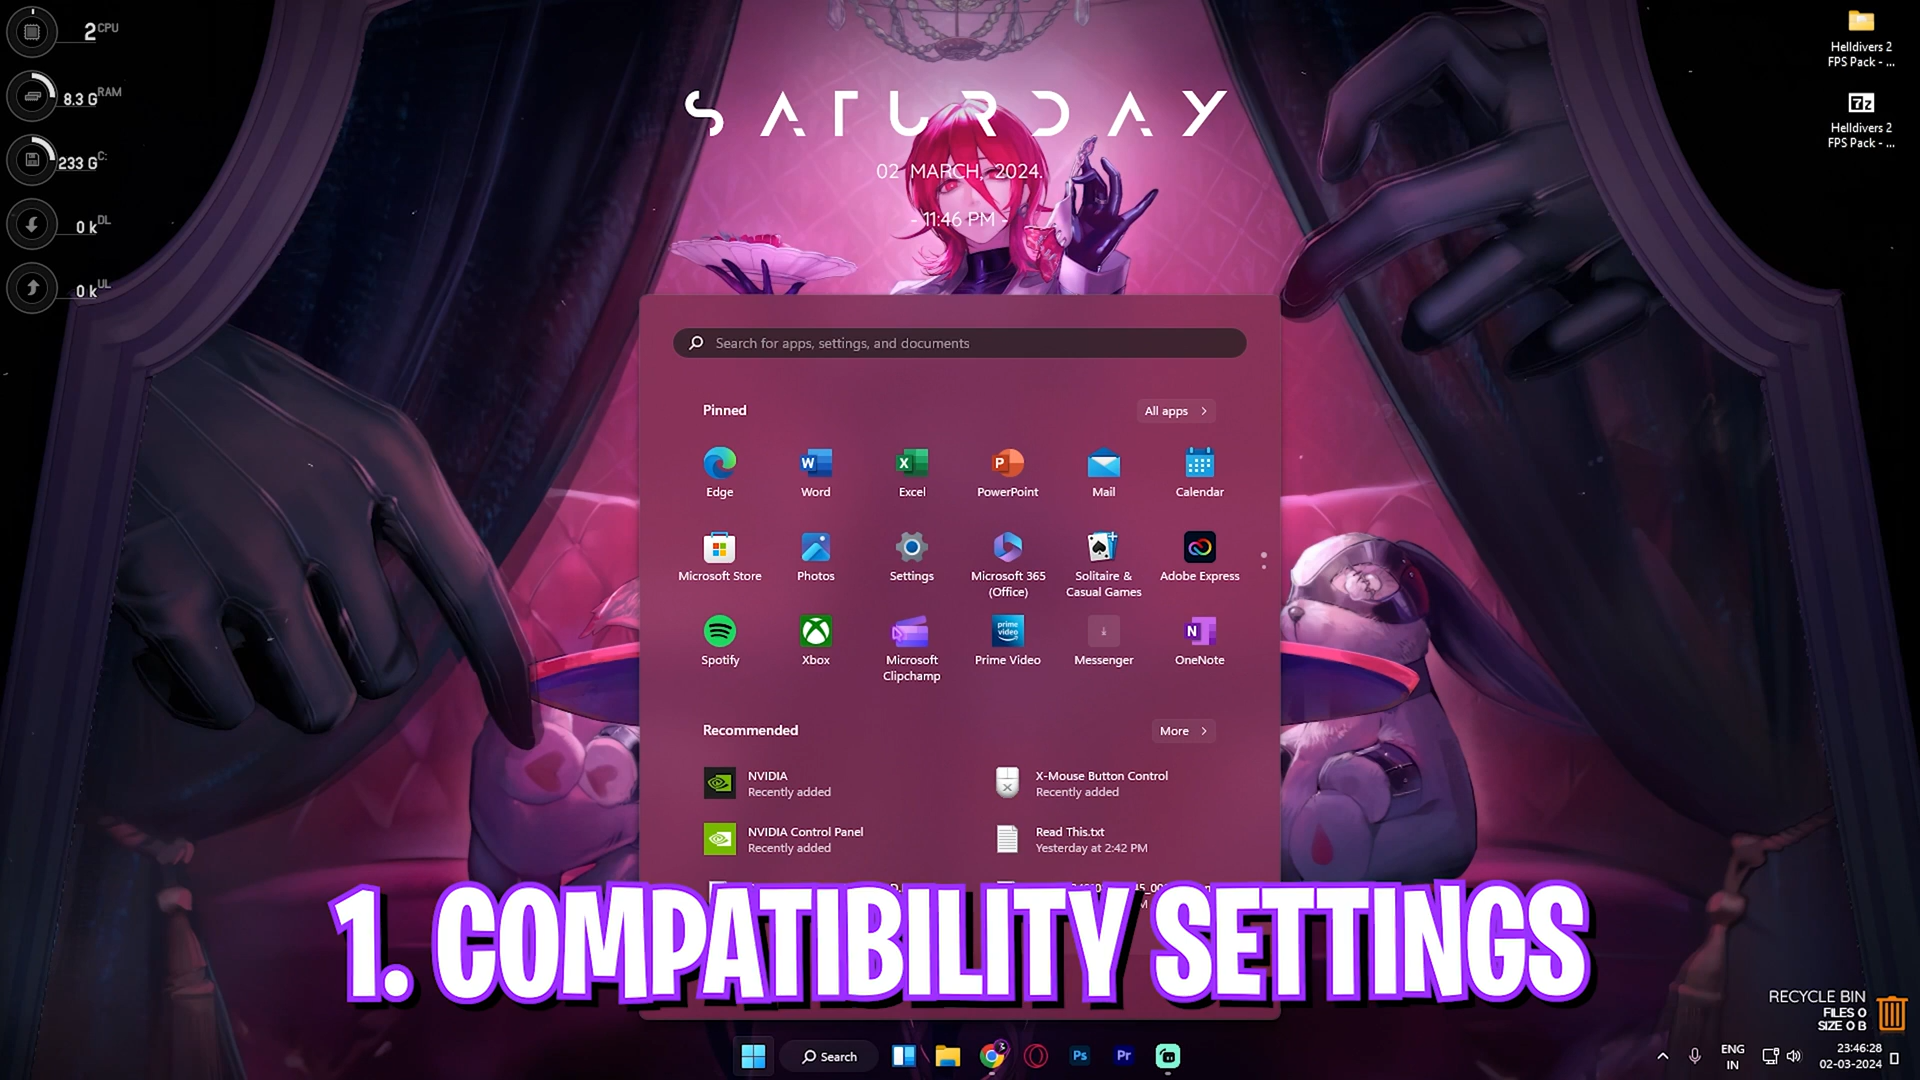 2 CPU
8.3 G RAM
233 G C:
0 k DL
0 k UL
SATURDAY
02 MARCH, 2024.
- 11:46 PM -
Helldivers 2
FPS Pack - ...
7z
Helldivers 2
FPS Pack - ...
Search for apps, settings, and documents
Pinned
All apps
Edge
Word
Excel
PowerPoint
Mail
Calendar
Microsoft Store
Photos
Settings
Microsoft 365
(Office)
Solitaire &
Casual Games
Adobe Express
Spotify
Xbox
Microsoft
Clipchamp
prime
video
Prime Video
Messenger
OneNote
Recommended
More
NVIDIA
Recently added
X-Mouse Button Control
Recently added
NVIDIA Control Panel
Recently added
Read This.txt
Yesterday at 2:42 PM
1. COMPATIBILITY SETTINGS
RECYCLE BIN
FILES 0
SIZE 0 B
Search
Ps
Pr
ENG
IN
23:46:28
02-03-2024